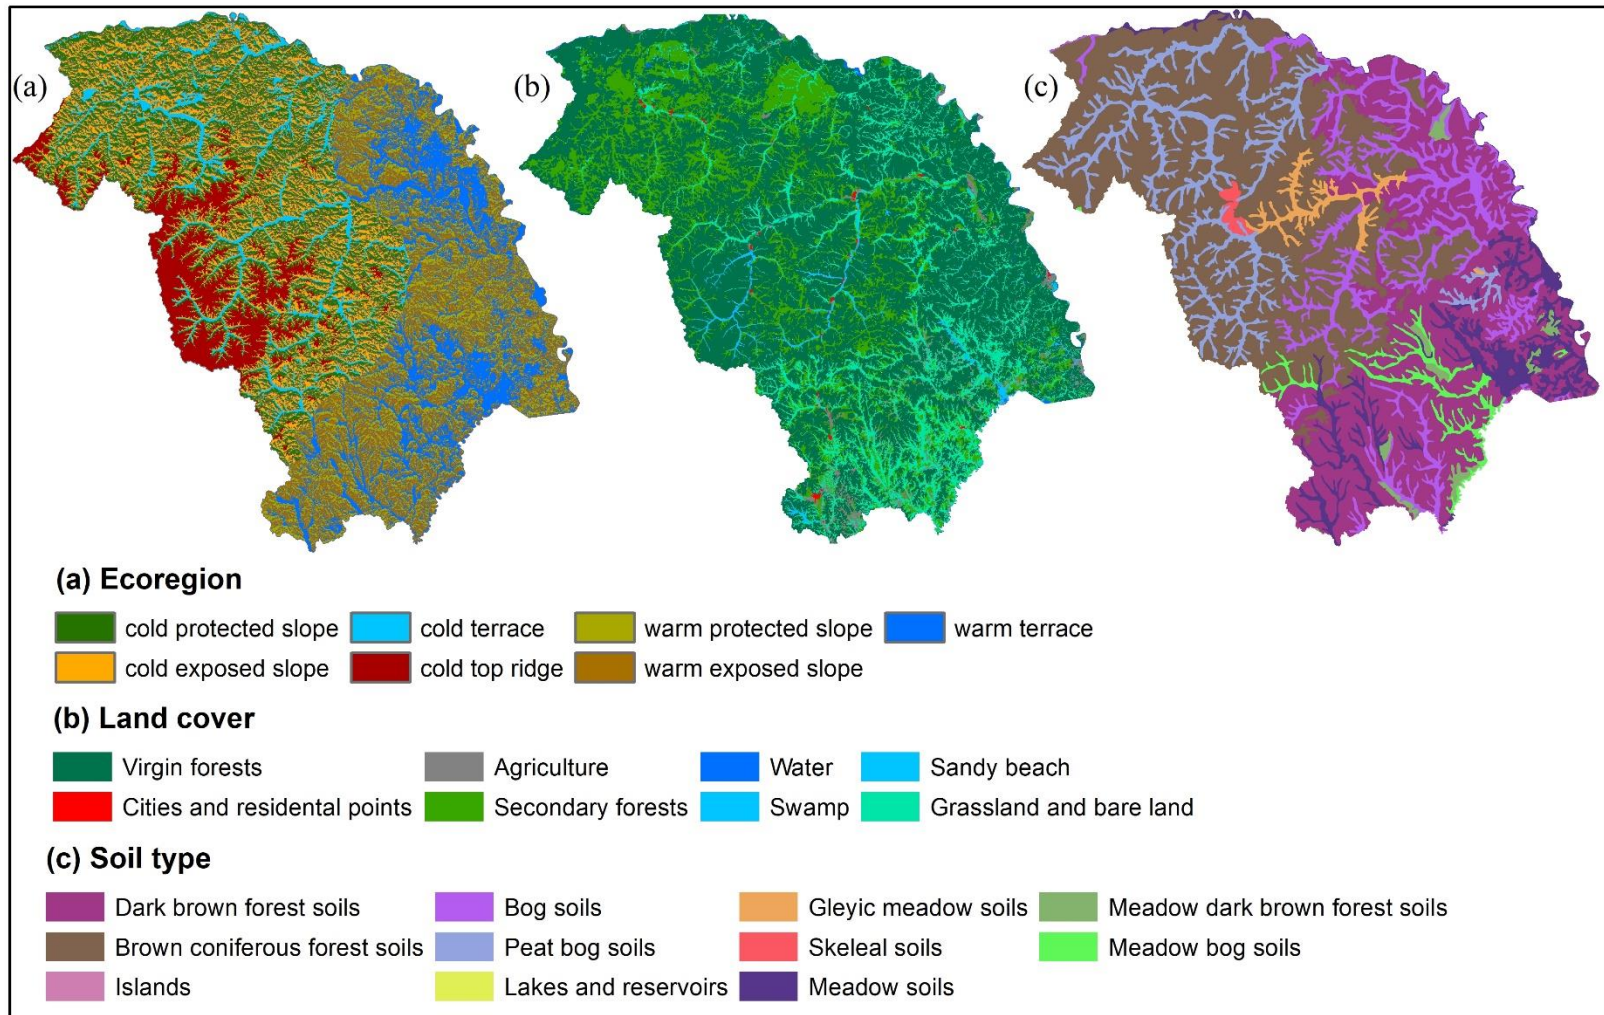 (a) (b) (c)
(a) Ecoregion
cold protected slope cold terrace warm protected slope warm terrace
cold exposed slope cold top ridge warm exposed slope
(b) Land cover
Virgin forests Agriculture Water Sandy beach
Cities and residental points Secondary forests Swamp Grassland and bare land
(c) Soil type
Dark brown forest soils Bog soils Gleyic meadow soils Meadow dark brown forest soils
Brown coniferous forest soils Peat bog soils Skeleal soils Meadow bog soils
Islands Lakes and reservoirs Meadow soils